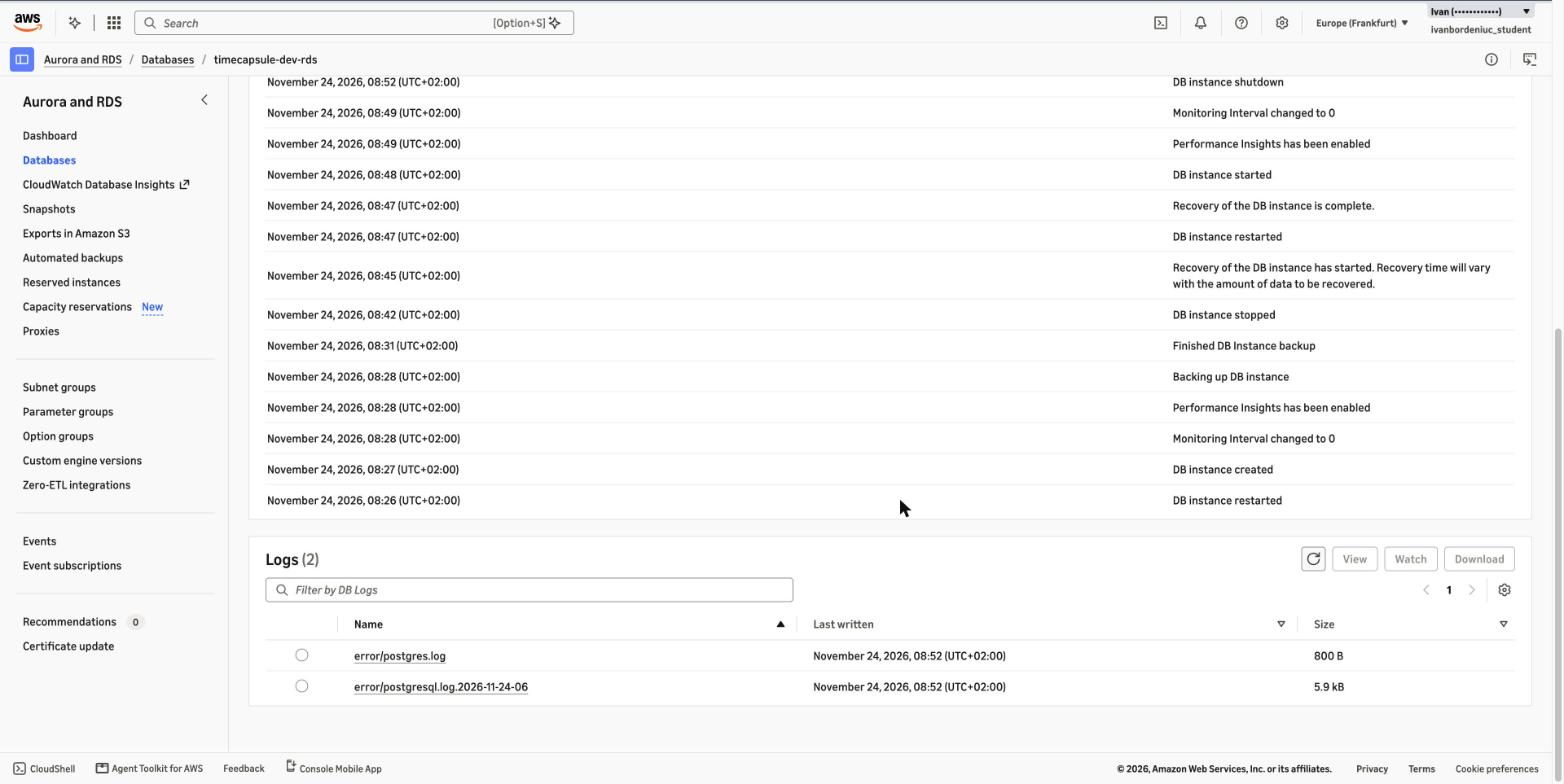 aws
Search [Option+S]
Europe (Frankfurt)
Ivan (••••••••••••)
ivanbordeniuc_student
Aurora and RDS / Databases / timecapsule-dev-rds
Aurora and RDS
Dashboard
Databases
CloudWatch Database Insights
Snapshots
Exports in Amazon S3
Automated backups
Reserved instances
Capacity reservations New
Proxies
Subnet groups
Parameter groups
Option groups
Custom engine versions
Zero-ETL integrations
Events
Event subscriptions
Recommendations 0
Certificate update
November 24, 2026, 08:52 (UTC+02:00) DB instance shutdown
November 24, 2026, 08:49 (UTC+02:00) Monitoring Interval changed to 0
November 24, 2026, 08:49 (UTC+02:00) Performance Insights has been enabled
November 24, 2026, 08:48 (UTC+02:00) DB instance started
November 24, 2026, 08:47 (UTC+02:00) Recovery of the DB instance is complete.
November 24, 2026, 08:47 (UTC+02:00) DB instance restarted
November 24, 2026, 08:45 (UTC+02:00) Recovery of the DB instance has started. Recovery time will vary
with the amount of data to be recovered.
November 24, 2026, 08:42 (UTC+02:00) DB instance stopped
November 24, 2026, 08:31 (UTC+02:00) Finished DB Instance backup
November 24, 2026, 08:28 (UTC+02:00) Backing up DB instance
November 24, 2026, 08:28 (UTC+02:00) Performance Insights has been enabled
November 24, 2026, 08:28 (UTC+02:00) Monitoring Interval changed to 0
November 24, 2026, 08:27 (UTC+02:00) DB instance created
November 24, 2026, 08:26 (UTC+02:00) DB instance restarted
Logs (2)
View Watch Download
Filter by DB Logs
1
Name Last written Size
error/postgres.log November 24, 2026, 08:52 (UTC+02:00) 800 B
error/postgresql.log.2026-11-24-06 November 24, 2026, 08:52 (UTC+02:00) 5.9 kB
CloudShell Agent Toolkit for AWS Feedback Console Mobile App © 2026, Amazon Web Services, Inc. or its affiliates. Privacy Terms Cookie preferences